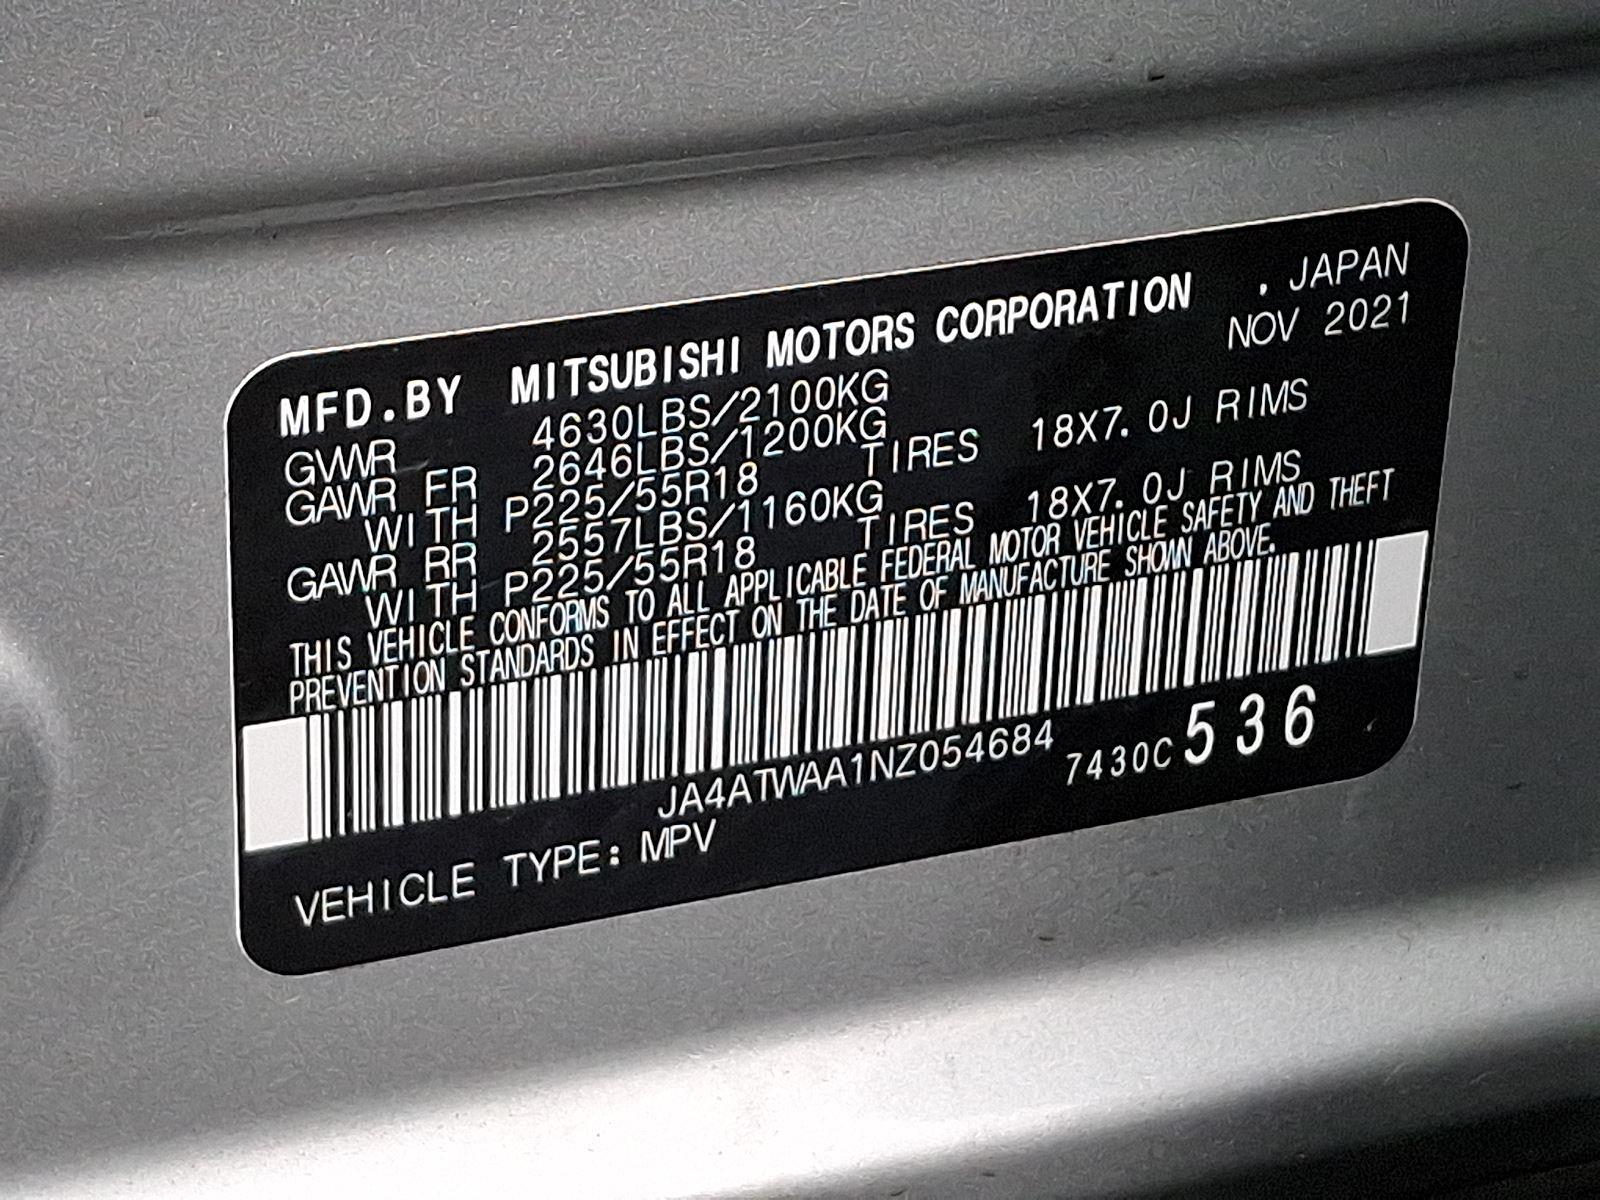 MFD.BY MITSUBISHI MOTORS CORPORATION . JAPAN
NOV 2021
GVWR 4630LBS/2100KG
GAWR FR 2646LBS/1200KG
WITH P225/55R18 TIRES 18X7.0J RIMS
GAWR RR 2557LBS/1160KG
WITH P225/55R18 TIRES 18X7.0J RIMS
THIS VEHICLE CONFORMS TO ALL APPLICABLE FEDERAL MOTOR VEHICLE SAFETY AND THEFT
PREVENTION STANDARDS IN EFFECT ON THE DATE OF MANUFACTURE SHOWN ABOVE.
JA4ATWAA1NZ054684 7430C 536
VEHICLE TYPE: MPV